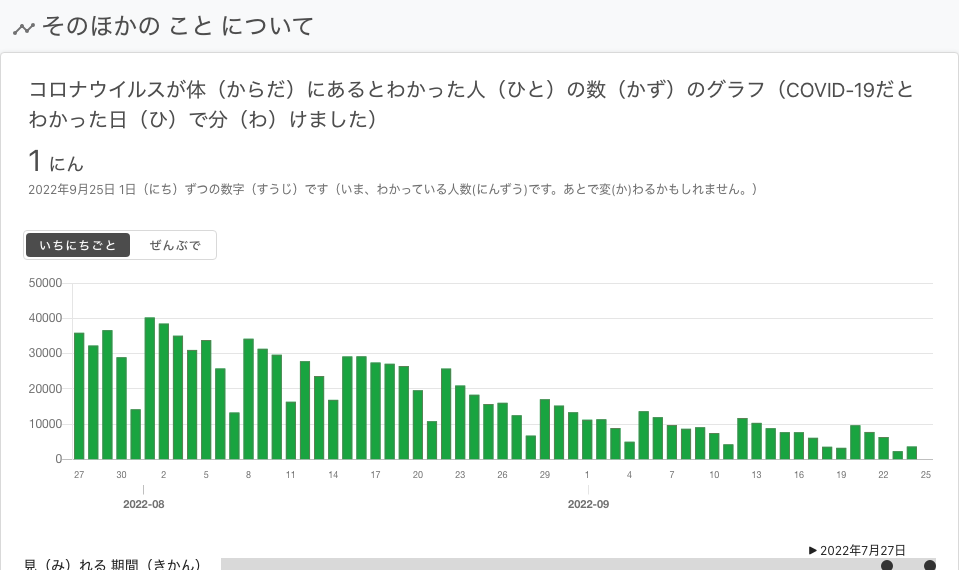 そのほかの こと について
コロナウイルスが体（からだ）にあるとわかった人（ひと）の数（かず）のグラフ（COVID-19だと
わかった日（ひ）で分（わ）けました）
1 にん
2022年9月25日 1日（にち）ずつの数字（すうじ）です（いま、わかっている人数(にんずう)です。あとで変(か)わるかもしれません。）
いちにちごと ぜんぶで
50000
40000
30000
20000
10000
0
27 30 2 5 8 11 14 17 20 23 26 29 1 4 7 10 13 16 19 22 25
2022-08 2022-09
▶ 2022年7月27日
見（み）れる 期間（きかん）